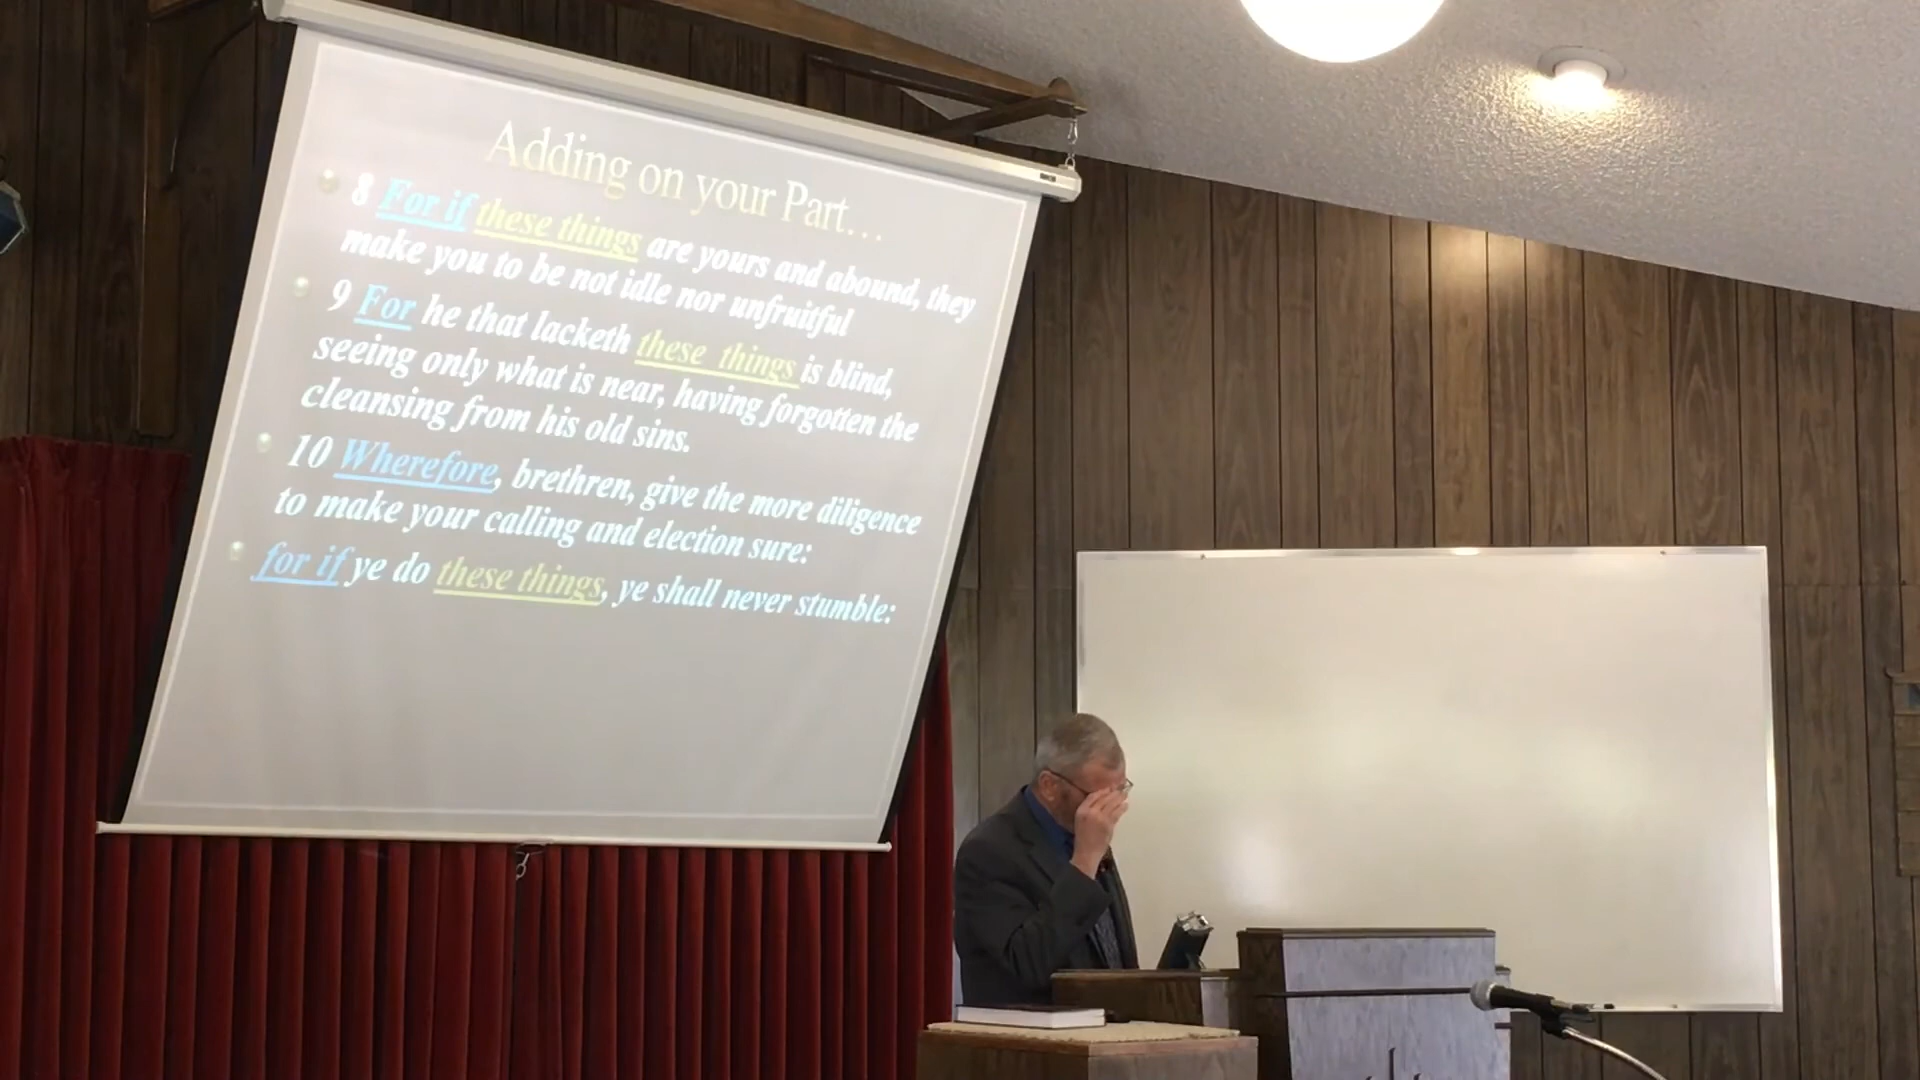 Adding on your Part...
8 For if these things are yours and abound, they
make you to be not idle nor unfruitful
9 For he that lacketh these things is blind,
seeing only what is near, having forgotten the
cleansing from his old sins.
10 Wherefore, brethren, give the more diligence
to make your calling and election sure:
for if ye do these things, ye shall never stumble: